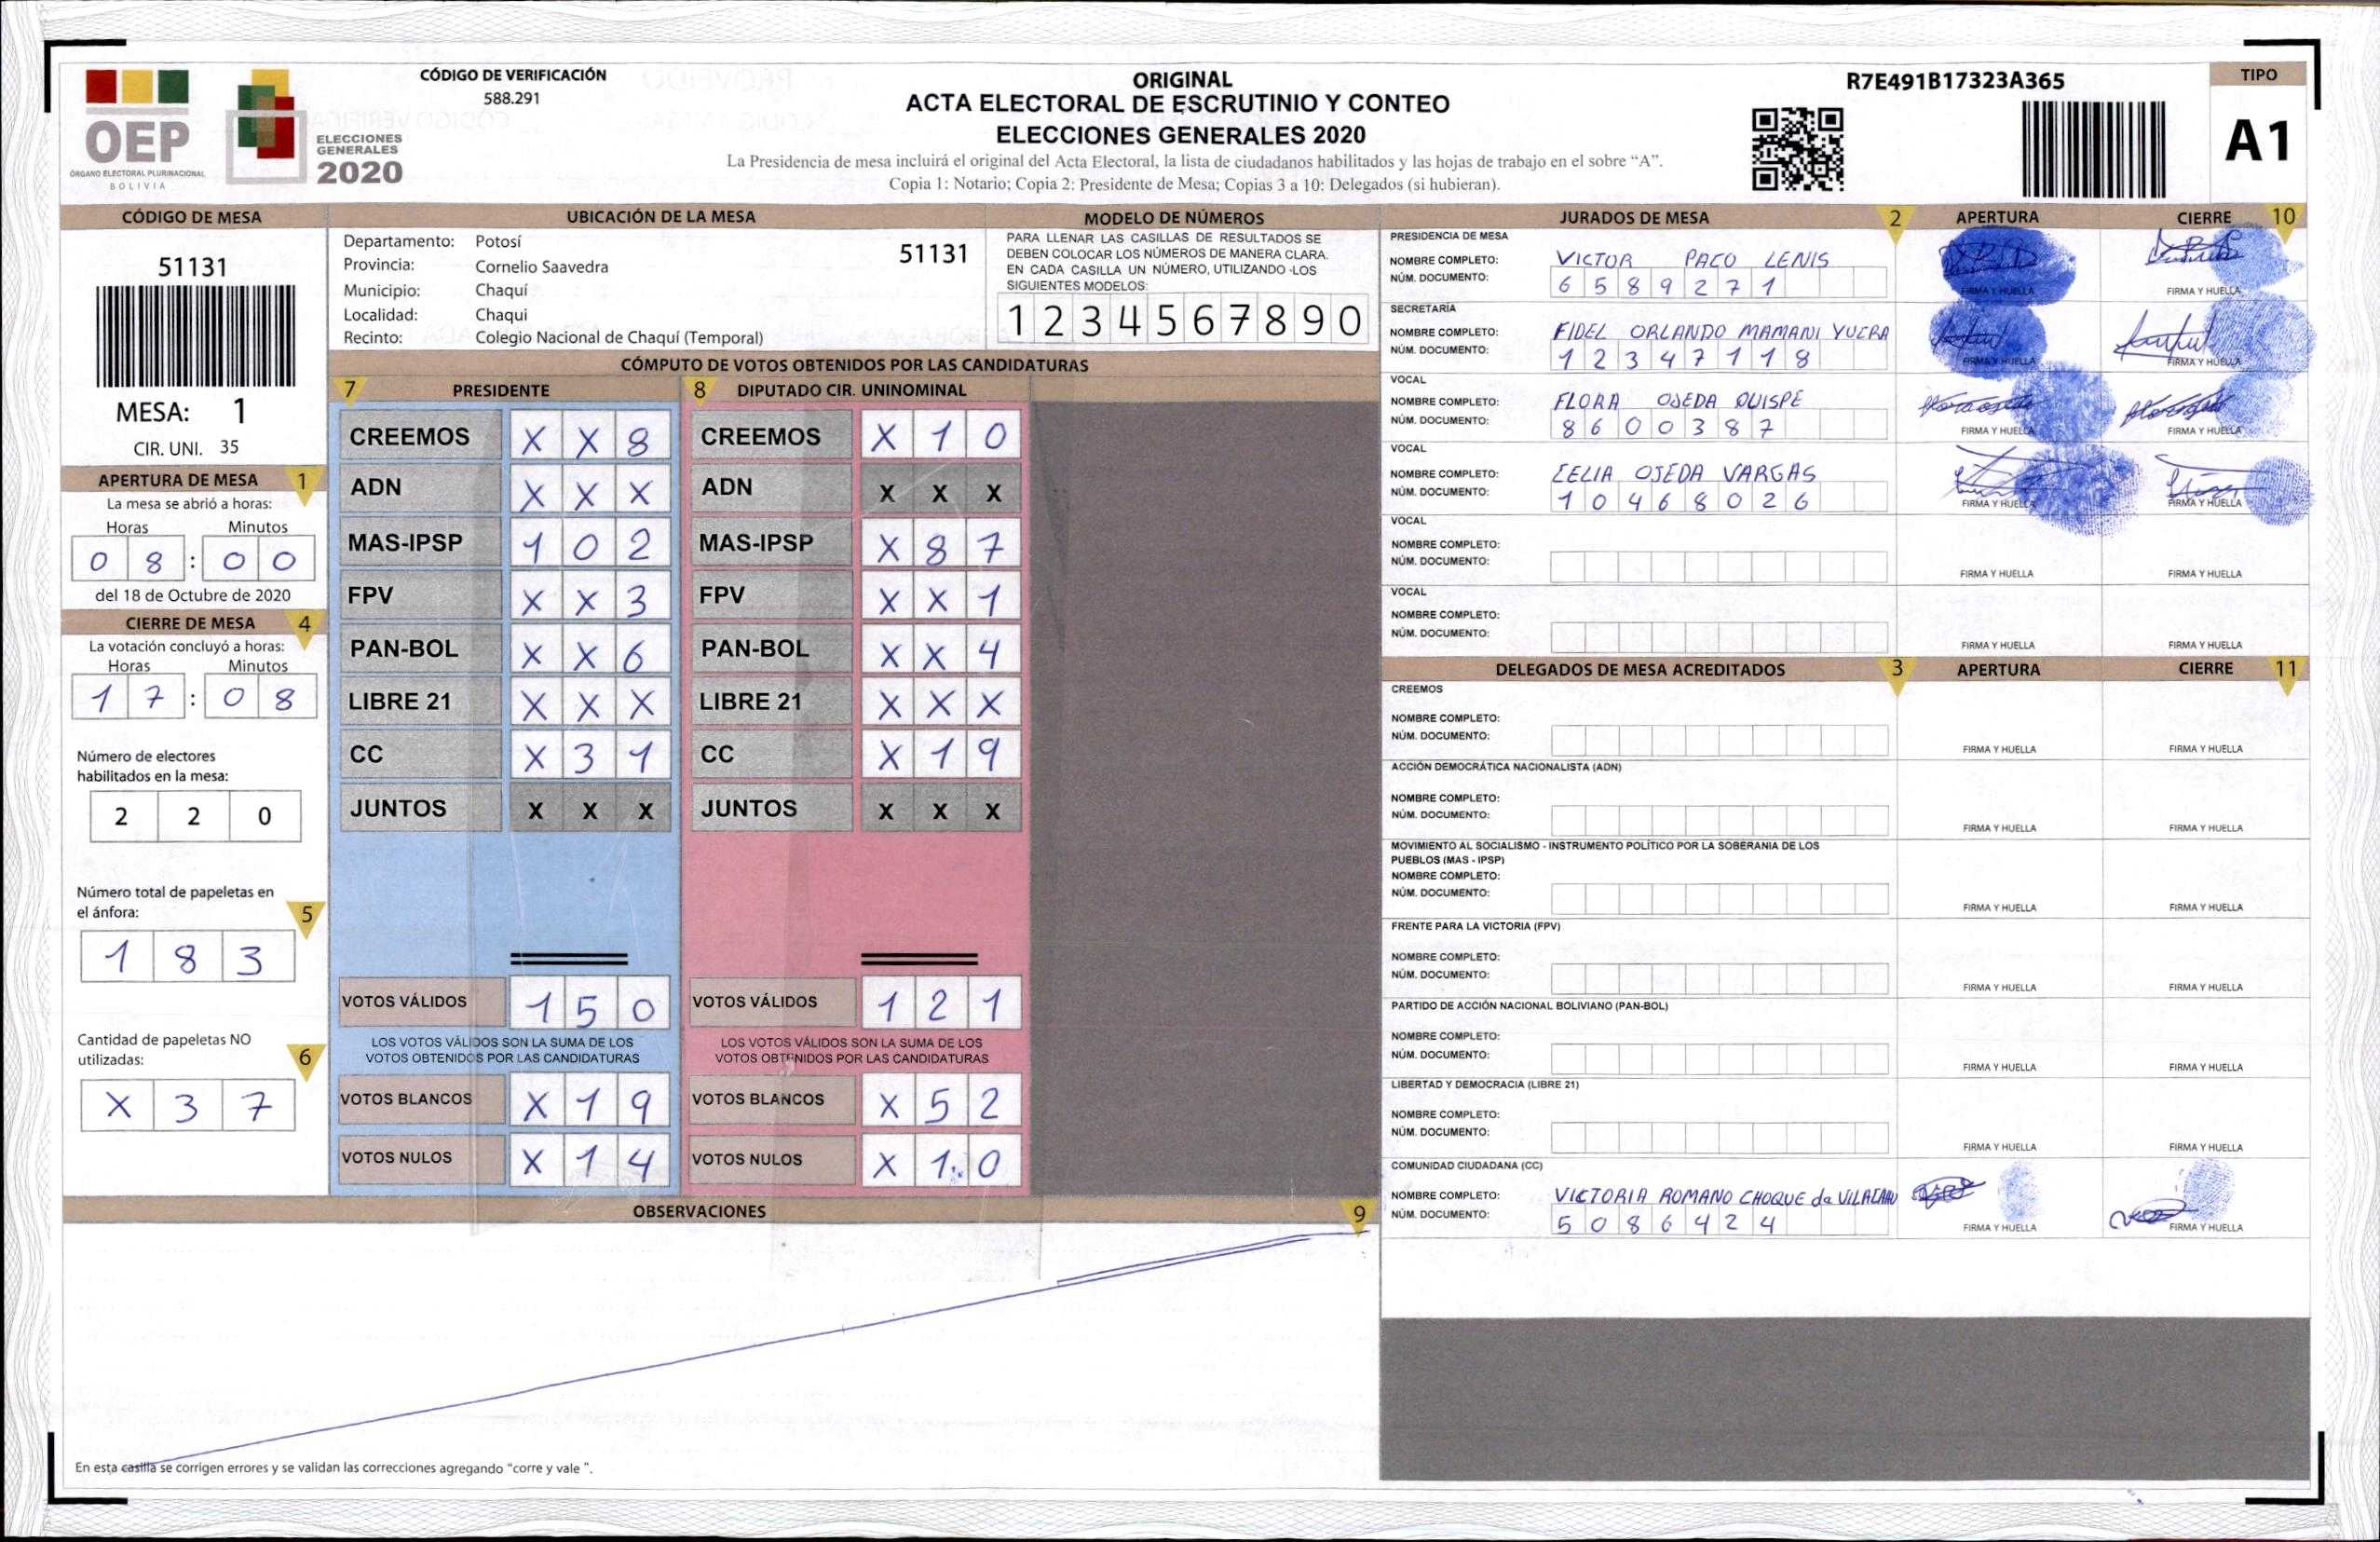 OEP
ÓRGANO ELECTORAL PLURINACIONAL
BOLIVIA
ELECCIONES
GENERALES
2020
CÓDIGO DE VERIFICACIÓN
588.291
ORIGINAL
ACTA ELECTORAL DE ESCRUTINIO Y CONTEO
ELECCIONES GENERALES 2020
La Presidencia de mesa incluirá el original del Acta Electoral, la lista de ciudadanos habilitados y las hojas de trabajo en el sobre “A”.
Copia 1: Notario; Copia 2: Presidente de Mesa; Copias 3 a 10: Delegados (si hubieran).
R7E491B17323A365
TIPO
A1
CÓDIGO DE MESA
51131
MESA: 1
CIR. UNI. 35
APERTURA DE MESA 1
La mesa se abrió a horas:
Horas Minutos
0 8 : 0 0
del 18 de Octubre de 2020
CIERRE DE MESA 4
La votación concluyó a horas:
Horas Minutos
1 7 : 0 8
Número de electores
habilitados en la mesa:
2 2 0
Número total de papeletas en
el ánfora: 5
1 8 3
Cantidad de papeletas NO
utilizadas: 6
X 3 7
UBICACIÓN DE LA MESA
Departamento: Potosí
51131
Provincia: Cornelio Saavedra
Municipio: Chaquí
Localidad: Chaqui
Recinto: Colegio Nacional de Chaquí (Temporal)
MODELO DE NÚMEROS
PARA LLENAR LAS CASILLAS DE RESULTADOS SE
DEBEN COLOCAR LOS NÚMEROS DE MANERA CLARA.
EN CADA CASILLA UN NÚMERO, UTILIZANDO LOS
SIGUIENTES MODELOS:
1 2 3 4 5 6 7 8 9 0
CÓMPUTO DE VOTOS OBTENIDOS POR LAS CANDIDATURAS
7 PRESIDENTE
CREEMOS X X 8
ADN X X X
MAS-IPSP 1 0 2
FPV X X 3
PAN-BOL X X 6
LIBRE 21 X X X
CC X 3 1
JUNTOS X X X
VOTOS VÁLIDOS 1 5 0
LOS VOTOS VÁLIDOS SON LA SUMA DE LOS
VOTOS OBTENIDOS POR LAS CANDIDATURAS
VOTOS BLANCOS X 1 9
VOTOS NULOS X 1 4
8 DIPUTADO CIR. UNINOMINAL
CREEMOS X 1 0
ADN X X X
MAS-IPSP X 8 7
FPV X X 1
PAN-BOL X X 4
LIBRE 21 X X X
CC X 1 9
JUNTOS X X X
VOTOS VÁLIDOS 1 2 1
LOS VOTOS VÁLIDOS SON LA SUMA DE LOS
VOTOS OBTENIDOS POR LAS CANDIDATURAS
VOTOS BLANCOS X 5 2
VOTOS NULOS X 1 0
OBSERVACIONES 9
En esta casilla se corrigen errores y se validan las correcciones agregando “corre y vale ”.
JURADOS DE MESA 2 APERTURA CIERRE 10
PRESIDENCIA DE MESA
NOMBRE COMPLETO: VICTOR PACO LENIS
NÚM. DOCUMENTO: 6 5 8 9 2 7 1
FIRMA Y HUELLA FIRMA Y HUELLA
SECRETARÍA
NOMBRE COMPLETO: FIDEL ORLANDO MAMANI YUCRA
NÚM. DOCUMENTO: 1 2 3 4 7 1 1 8
FIRMA Y HUELLA FIRMA Y HUELLA
VOCAL
NOMBRE COMPLETO: FLORA OJEDA QUISPE
NÚM. DOCUMENTO: 8 6 0 0 3 8 7
FIRMA Y HUELLA FIRMA Y HUELLA
VOCAL
NOMBRE COMPLETO: CELIA OJEDA VARGAS
NÚM. DOCUMENTO: 1 0 4 6 8 0 2 6
FIRMA Y HUELLA FIRMA Y HUELLA
VOCAL
NOMBRE COMPLETO:
NÚM. DOCUMENTO:
FIRMA Y HUELLA FIRMA Y HUELLA
VOCAL
NOMBRE COMPLETO:
NÚM. DOCUMENTO:
FIRMA Y HUELLA FIRMA Y HUELLA
DELEGADOS DE MESA ACREDITADOS 3 APERTURA CIERRE 11
CREEMOS
NOMBRE COMPLETO:
NÚM. DOCUMENTO:
FIRMA Y HUELLA FIRMA Y HUELLA
ACCIÓN DEMOCRÁTICA NACIONALISTA (ADN)
NOMBRE COMPLETO:
NÚM. DOCUMENTO:
FIRMA Y HUELLA FIRMA Y HUELLA
MOVIMIENTO AL SOCIALISMO - INSTRUMENTO POLÍTICO POR LA SOBERANIA DE LOS
PUEBLOS (MAS - IPSP)
NOMBRE COMPLETO:
NÚM. DOCUMENTO:
FIRMA Y HUELLA FIRMA Y HUELLA
FRENTE PARA LA VICTORIA (FPV)
NOMBRE COMPLETO:
NÚM. DOCUMENTO:
FIRMA Y HUELLA FIRMA Y HUELLA
PARTIDO DE ACCIÓN NACIONAL BOLIVIANO (PAN-BOL)
NOMBRE COMPLETO:
NÚM. DOCUMENTO:
FIRMA Y HUELLA FIRMA Y HUELLA
LIBERTAD Y DEMOCRACIA (LIBRE 21)
NOMBRE COMPLETO:
NÚM. DOCUMENTO:
FIRMA Y HUELLA FIRMA Y HUELLA
COMUNIDAD CIUDADANA (CC)
NOMBRE COMPLETO: VICTORIA ROMANO CHOQUE de
NÚM. DOCUMENTO: 5 0 8 6 4 2 4
FIRMA Y HUELLA FIRMA Y HUELLA